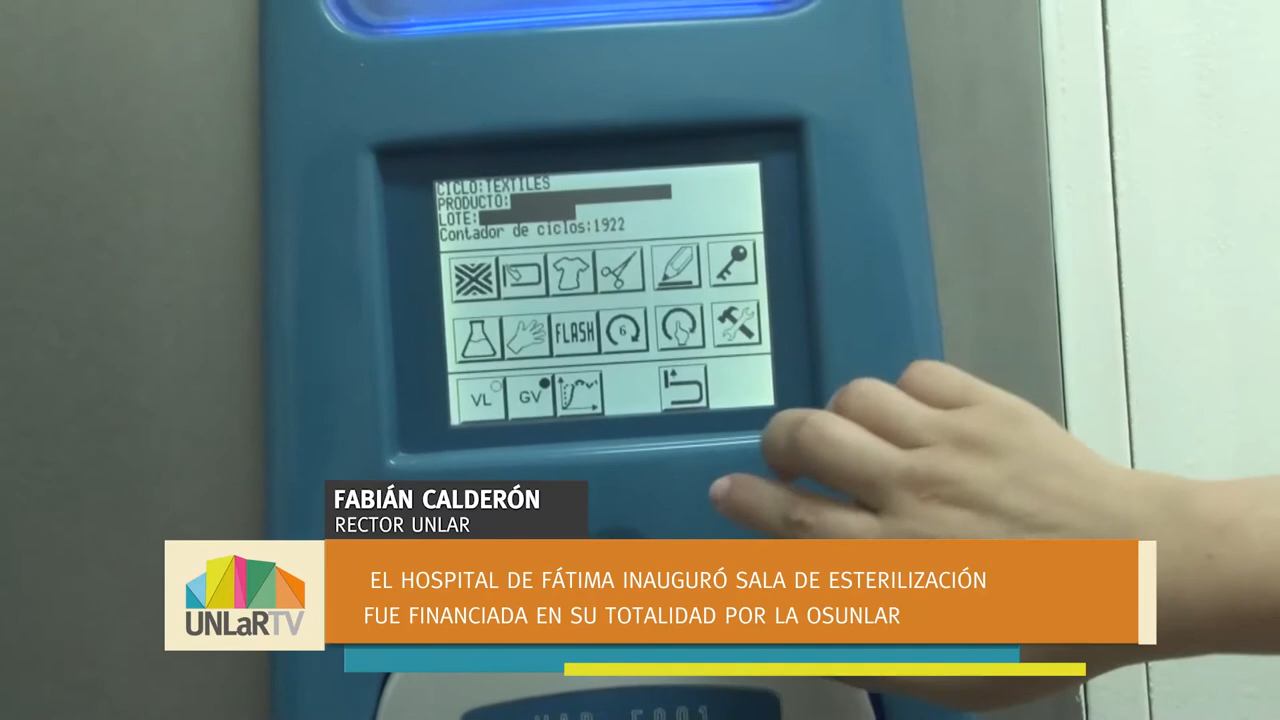 CICLO:TEXTILES
PRODUCTO:
LOTE:
Contador de ciclos:1922
FLASH
6
VL
GV
FABIÁN CALDERÓN
RECTOR UNLAR
EL HOSPITAL DE FÁTIMA INAUGURÓ SALA DE ESTERILIZACIÓN
FUE FINANCIADA EN SU TOTALIDAD POR LA OSUNLAR
UNLaRTV